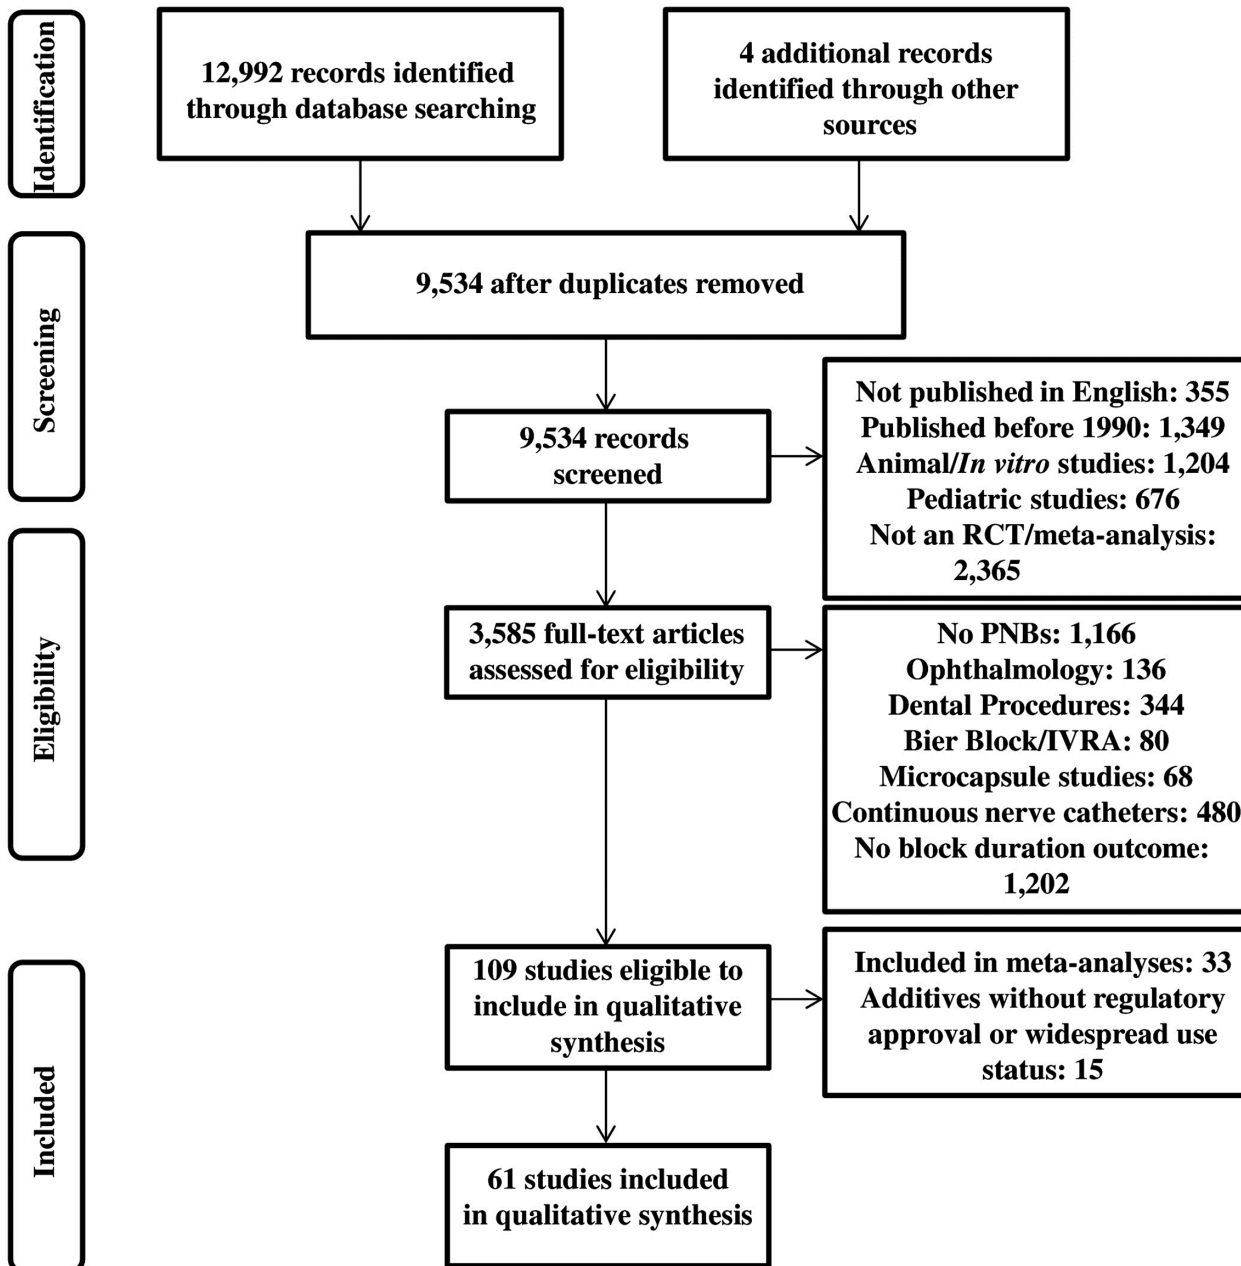 Identification
12,992 records identified
through database searching
4 additional records
identified through other
sources
Screening
9,534 after duplicates removed
9,534 records
screened
Not published in English: 355
Published before 1990: 1,349
Animal/In vitro studies: 1,204
Pediatric studies: 676
Not an RCT/meta-analysis:
2,365
Eligibility
3,585 full-text articles
assessed for eligibility
No PNBs: 1,166
Ophthalmology: 136
Dental Procedures: 344
Bier Block/IVRA: 80
Microcapsule studies: 68
Continuous nerve catheters: 480
No block duration outcome:
1,202
Included
109 studies eligible to
include in qualitative
synthesis
Included in meta-analyses: 33
Additives without regulatory
approval or widespread use
status: 15
61 studies included
in qualitative synthesis